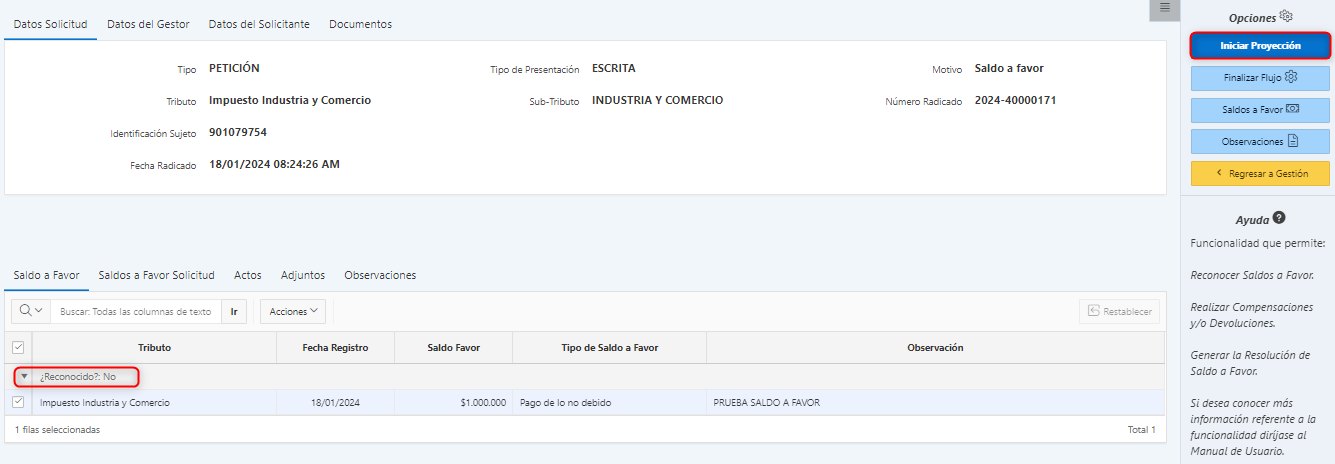 Datos Solicitud Datos del Gestor Datos del Solicitante Documentos
Tipo PETICIÓN Tipo de Presentación ESCRITA Motivo Saldo a favor
Tributo Impuesto Industria y Comercio Sub-Tributo INDUSTRIA Y COMERCIO Número Radicado 2024-40000171
Identificación Sujeto 901079754
Fecha Radicado 18/01/2024 08:24:26 AM
Saldo a Favor Saldos a Favor Solicitud Actos Adjuntos Observaciones
Buscar: Todas las columnas de texto Ir Acciones Restablecer
Tributo Fecha Registro Saldo Favor Tipo de Saldo a Favor Observación
¿Reconocido?: No
Impuesto Industria y Comercio 18/01/2024 $1.000.000 Pago de lo no debido PRUEBA SALDO A FAVOR
1 filas seleccionadas Total 1
Opciones
Iniciar Proyección
Finalizar Flujo
Saldos a Favor
Observaciones
Regresar a Gestión
Ayuda
Funcionalidad que permite:
Reconocer Saldos a Favor.
Realizar Compensaciones
y/o Devoluciones.
Generar la Resolución de
Saldo a Favor.
Si desea conocer más
información referente a la
funcionalidad diríjase al
Manual de Usuario.